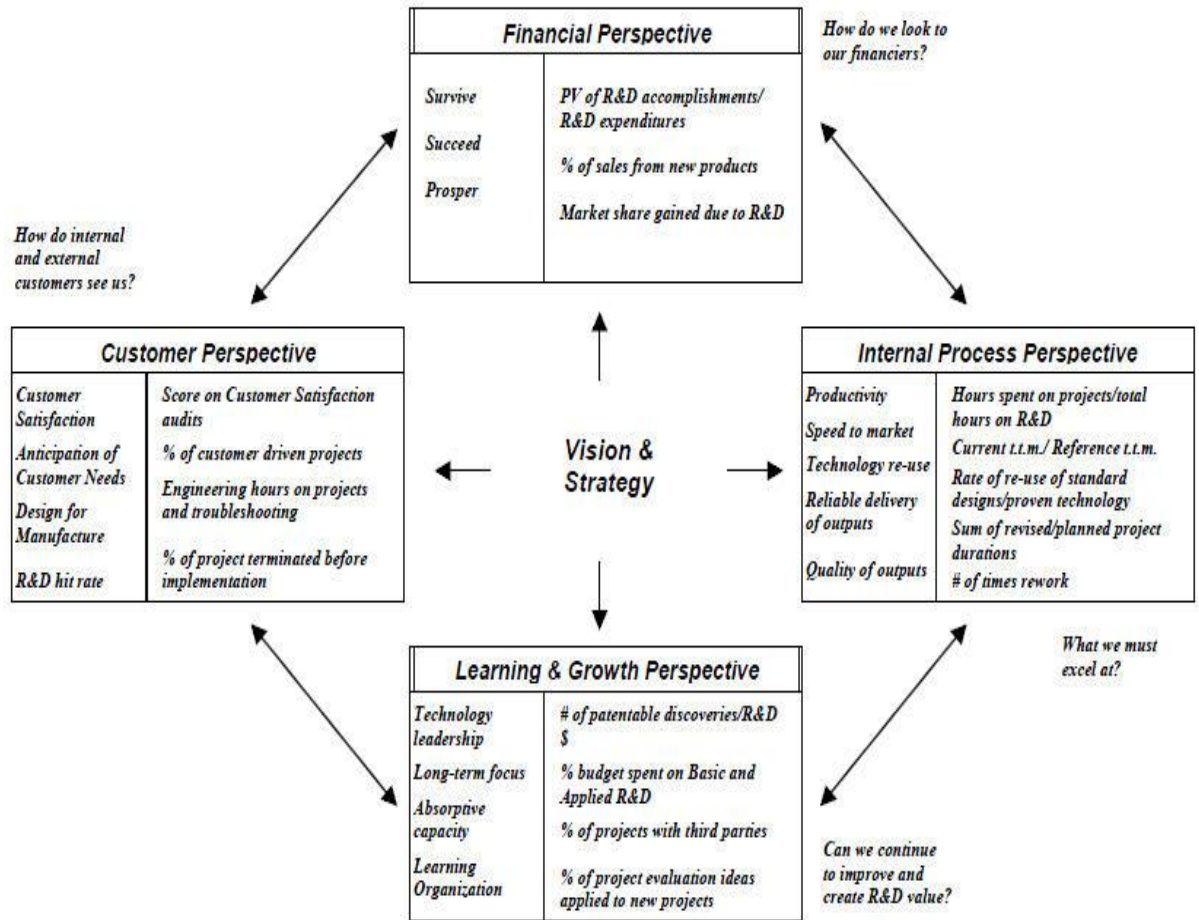 Financial Perspective
Survive
Succeed
Prosper
PV of R&D accomplishments/
R&D expenditures
% of sales from new products
Market share gained due to R&D
How do we look to
our financiers?
How do internal
and external
customers see us?
Customer Perspective
Customer
Satisfaction
Anticipation of
Customer Needs
Design for
Manufacture
R&D hit rate
Score on Customer Satisfaction
audits
% of customer driven projects
Engineering hours on projects
and troubleshooting
% of project terminated before
implementation
Vision &
Strategy
Internal Process Perspective
Productivity
Speed to market
Technology re-use
Reliable delivery
of outputs
Quality of outputs
Hours spent on projects/total
hours on R&D
Current t.t.m./ Reference t.t.m.
Rate of re-use of standard
designs/proven technology
Sum of revised/planned project
durations
# of times rework
What we must
excel at?
Learning & Growth Perspective
Technology
leadership
Long-term focus
Absorptive
capacity
Learning
Organization
# of patentable discoveries/R&D
$
% budget spent on Basic and
Applied R&D
% of projects with third parties
% of project evaluation ideas
applied to new projects
Can we continue
to improve and
create R&D value?